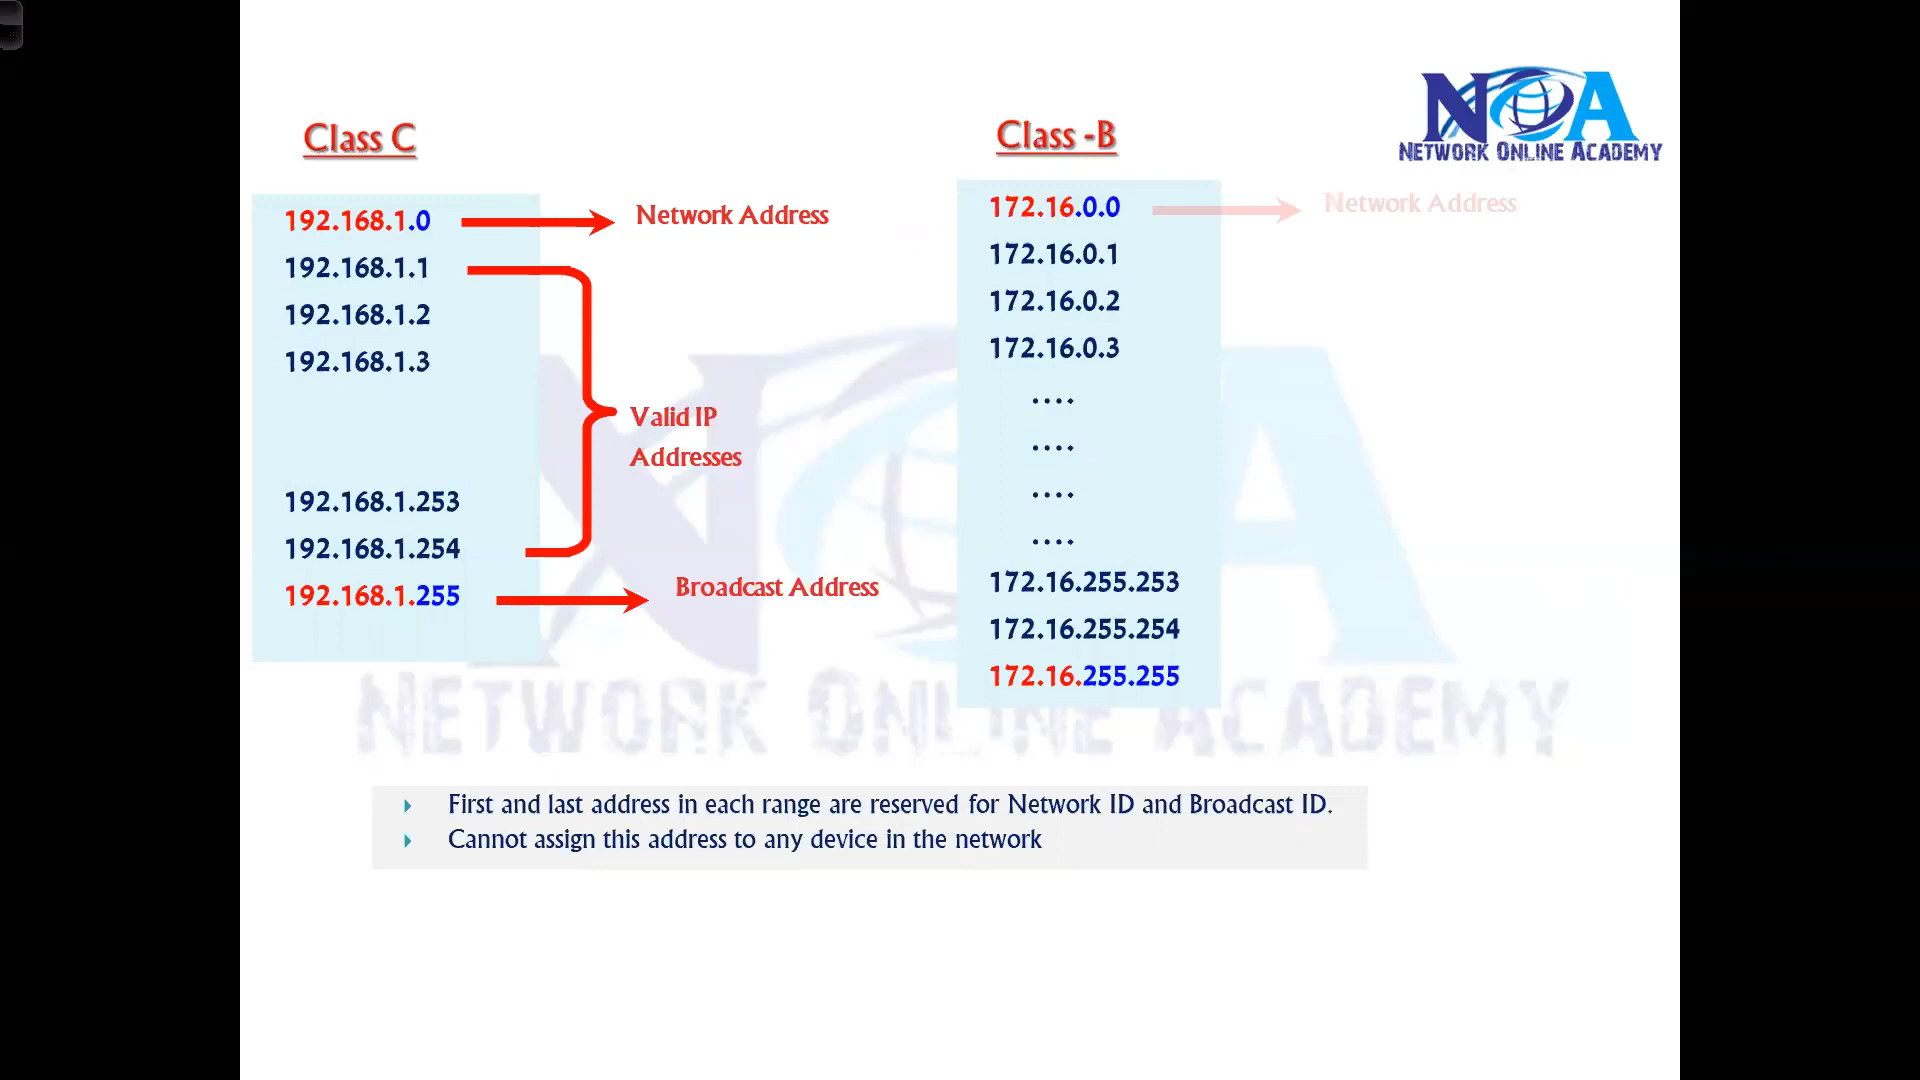 NOA
NETWORK ONLINE ACADEMY
Class C
192.168.1.0
Network Address
192.168.1.1
192.168.1.2
192.168.1.3
Valid IP
Addresses
192.168.1.253
192.168.1.254
192.168.1.255
Broadcast Address
Class -B
172.16.0.0
Network Address
172.16.0.1
172.16.0.2
172.16.0.3
....
....
....
....
172.16.255.253
172.16.255.254
172.16.255.255
NETWORK ONLINE ACADEMY
First and last address in each range are reserved for Network ID and Broadcast ID.
Cannot assign this address to any device in the network